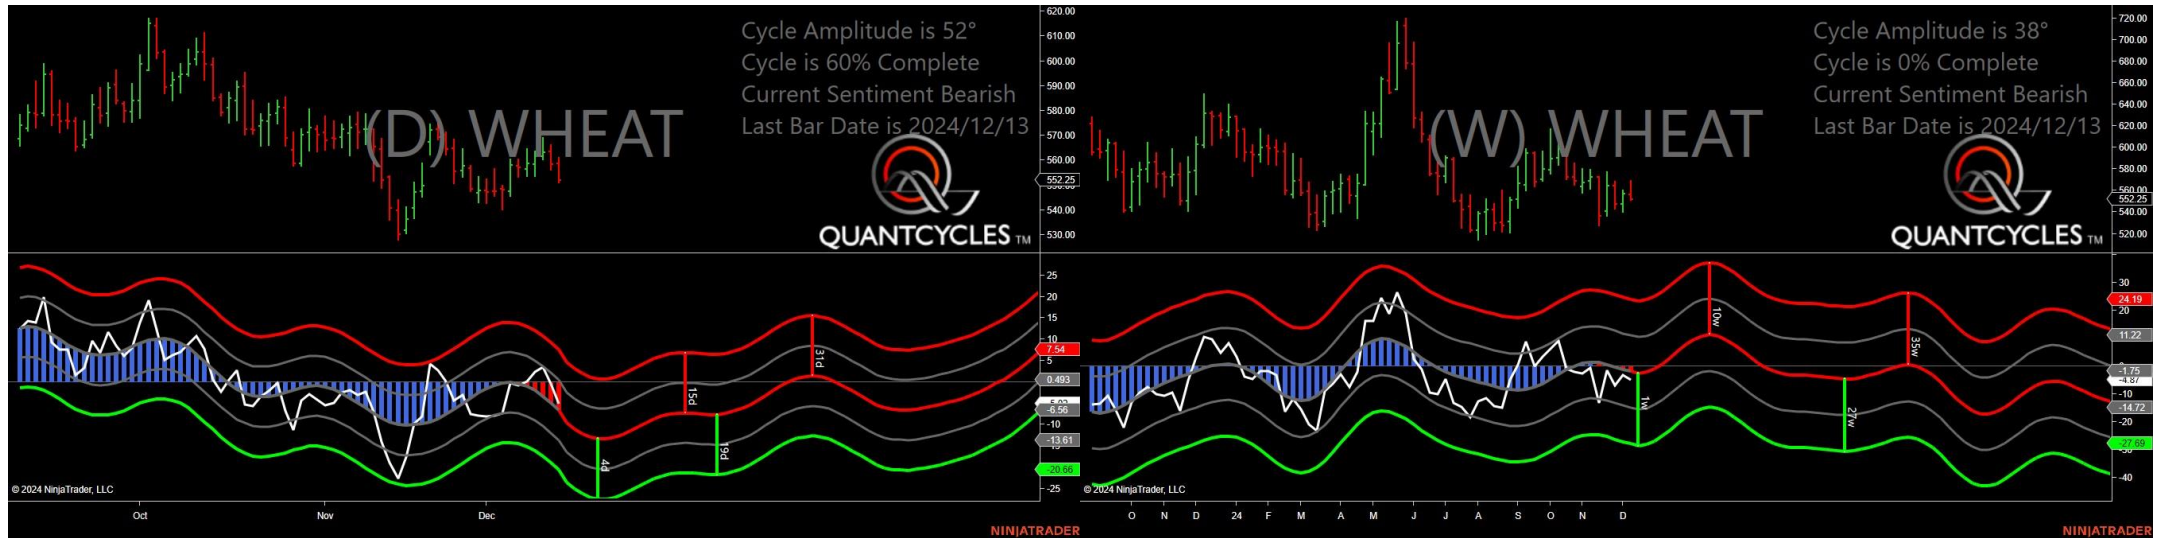 Cycle Amplitude is 52°
Cycle is 60% Complete
Current Sentiment Bearish
Last Bar Date is 2024/12/13
(D) WHEAT
QUANTCYCLES TM
620.00
610.00
600.00
590.00
580.00
570.00
560.00
552.25
540.00
530.00
25
20
15
10
7.54
5
0.493
-6.56
-10
-13.61
-20.66
-25
4d
15d
19d
31d
© 2024 NinjaTrader, LLC
Oct
Nov
Dec
NINJATRADER
Cycle Amplitude is 38°
Cycle is 0% Complete
Current Sentiment Bearish
Last Bar Date is 2024/12/13
(W) WHEAT
QUANTCYCLES TM
720.00
700.00
680.00
660.00
640.00
620.00
600.00
580.00
560.00
552.25
540.00
520.00
30
24.19
20
11.22
-1.75
-4.87
-10
-14.72
-20
-27.69
-40
1w
10w
27w
35w
© 2024 NinjaTrader, LLC
O N D 24 F M A M J J A S O N D
NINJATRADER